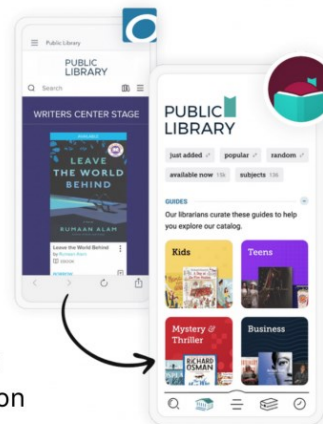 Public Library
PUBLIC
LIBRARY
Search
WRITERS CENTER STAGE
AVAILABLE
LEAVE
THE WORLD
BEHIND
RUMAAN ALAM
Leave the World Behind
by Rumaan Alam
EBOOK
PUBLIC
LIBRARY
just added
popular
random
available now
subjects
GUIDES
Our librarians curate these guides to help
you explore our catalog.
Kids
Teens
Mystery &
Thriller
Business
RICHARD
OSMAN
on